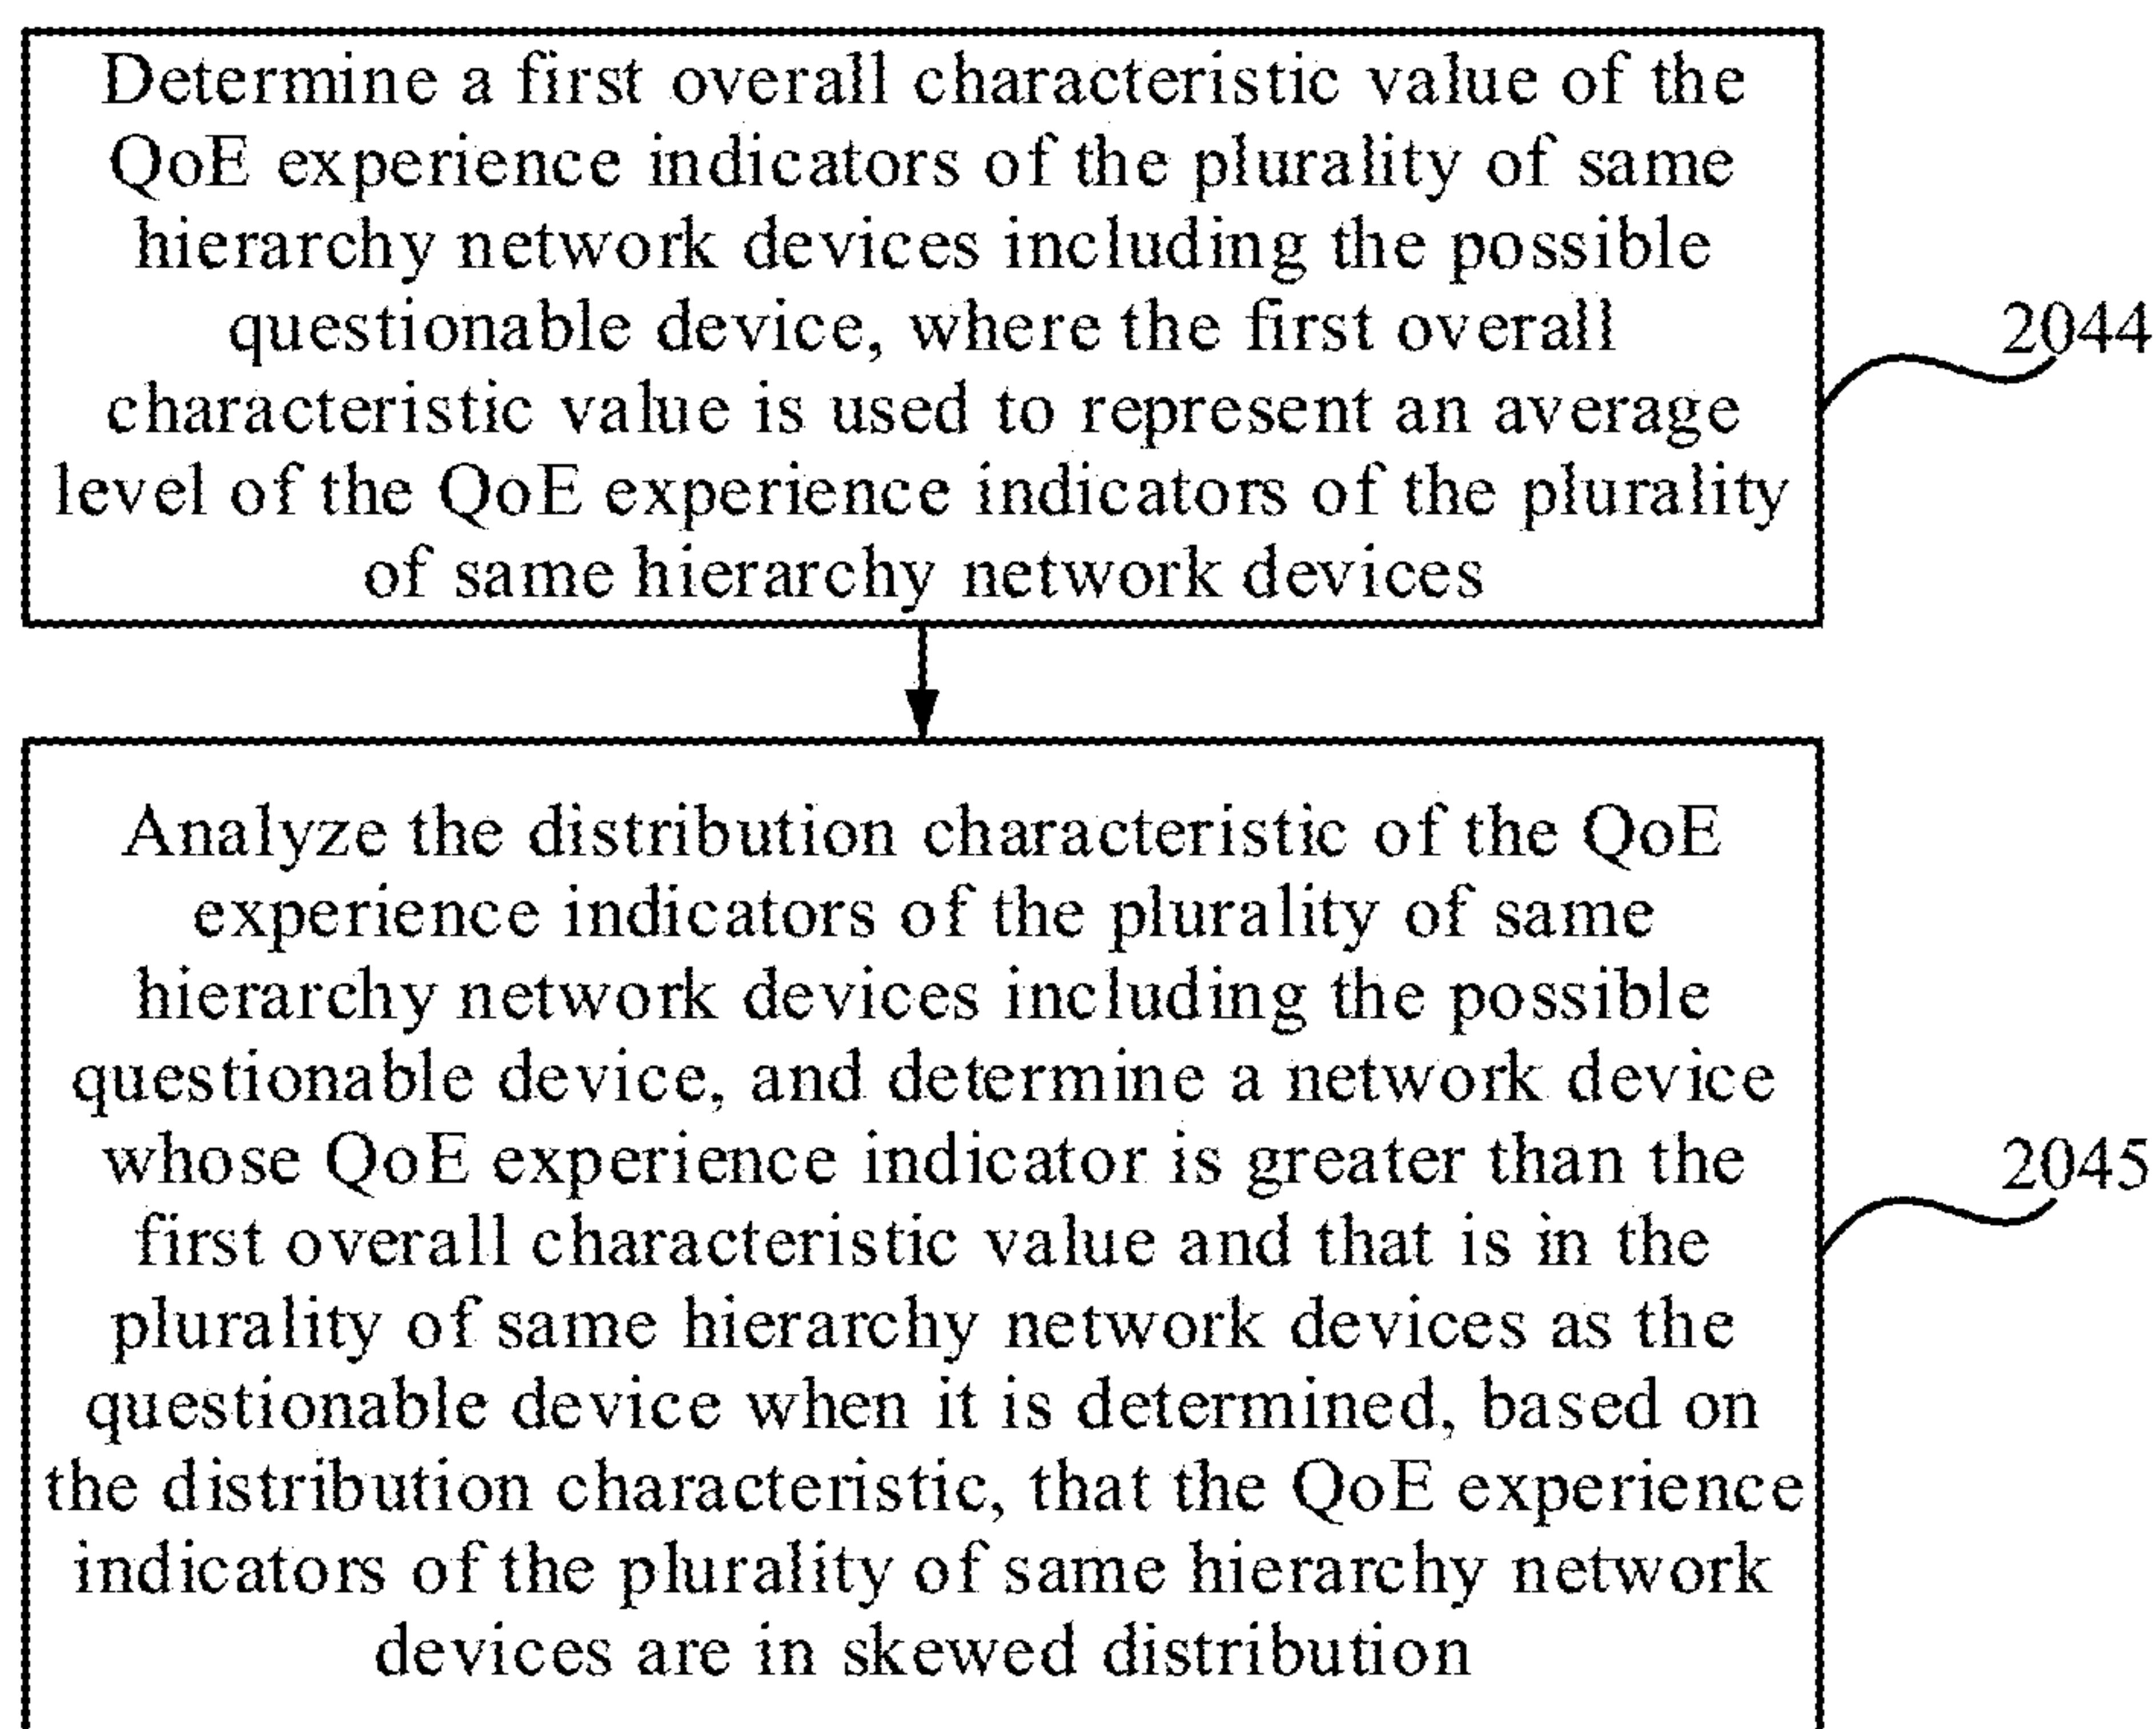 Determine a first overall characteristic value of the
QoE experience indicators of the plurality of same
hierarchy network devices including the possible
questionable device, where the first overall
characteristic value is used to represent an average
level of the QoE experience indicators of the plurality
of same hierarchy network devices
2044
Analyze the distribution characteristic of the QoE
experience indicators of the plurality of same
hierarchy network devices including the possible
questionable device, and determine a network device
whose QoE experience indicator is greater than the
first overall characteristic value and that is in the
plurality of same hierarchy network devices as the
questionable device when it is determined, based on
the distribution characteristic, that the QoE experience
indicators of the plurality of same hierarchy network
devices are in skewed distribution
2045